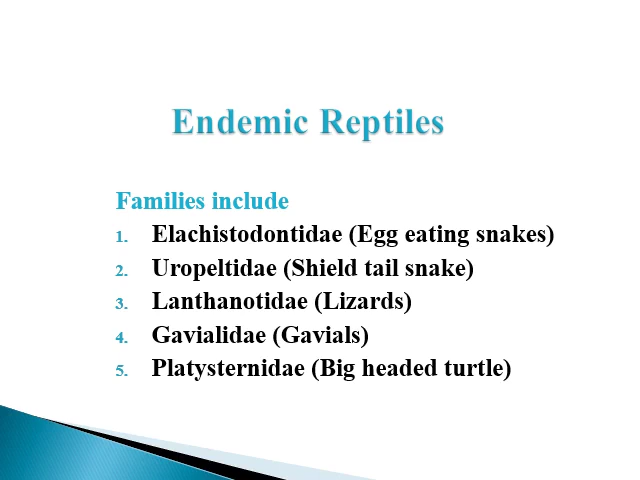 Endemic Reptiles
Families include
1. Elachistodontidae (Egg eating snakes)
2. Uropeltidae (Shield tail snake)
3. Lanthanotidae (Lizards)
4. Gavialidae (Gavials)
5. Platysternidae (Big headed turtle)